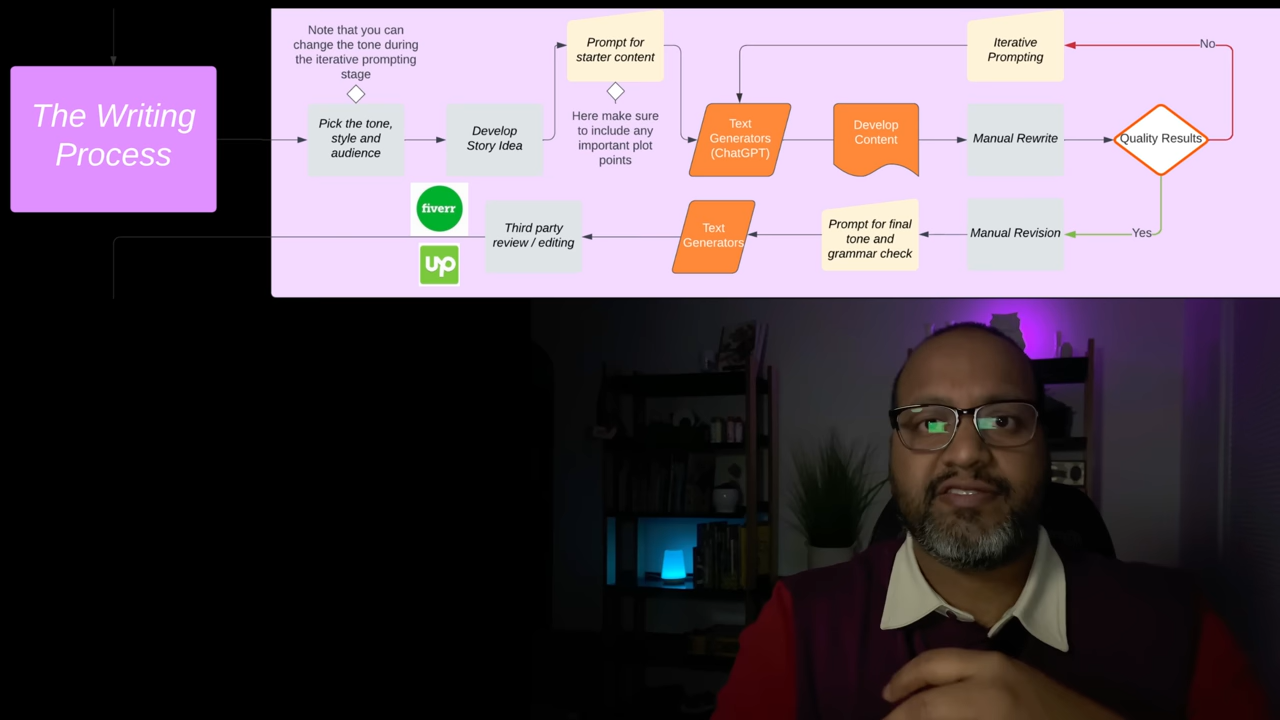 The Writing
Process
Note that you can
change the tone during
the iterative prompting
stage
Pick the tone,
style and
audience
Develop
Story Idea
Prompt for
starter content
Here make sure
to include any
important plot
points
Text
Generators
(ChatGPT)
Develop
Content
Manual Rewrite
Quality Results
No
Iterative
Prompting
Yes
Manual Revision
Prompt for final
tone and
grammar check
Text
Generators
Third party
review / editing
fiverr
up